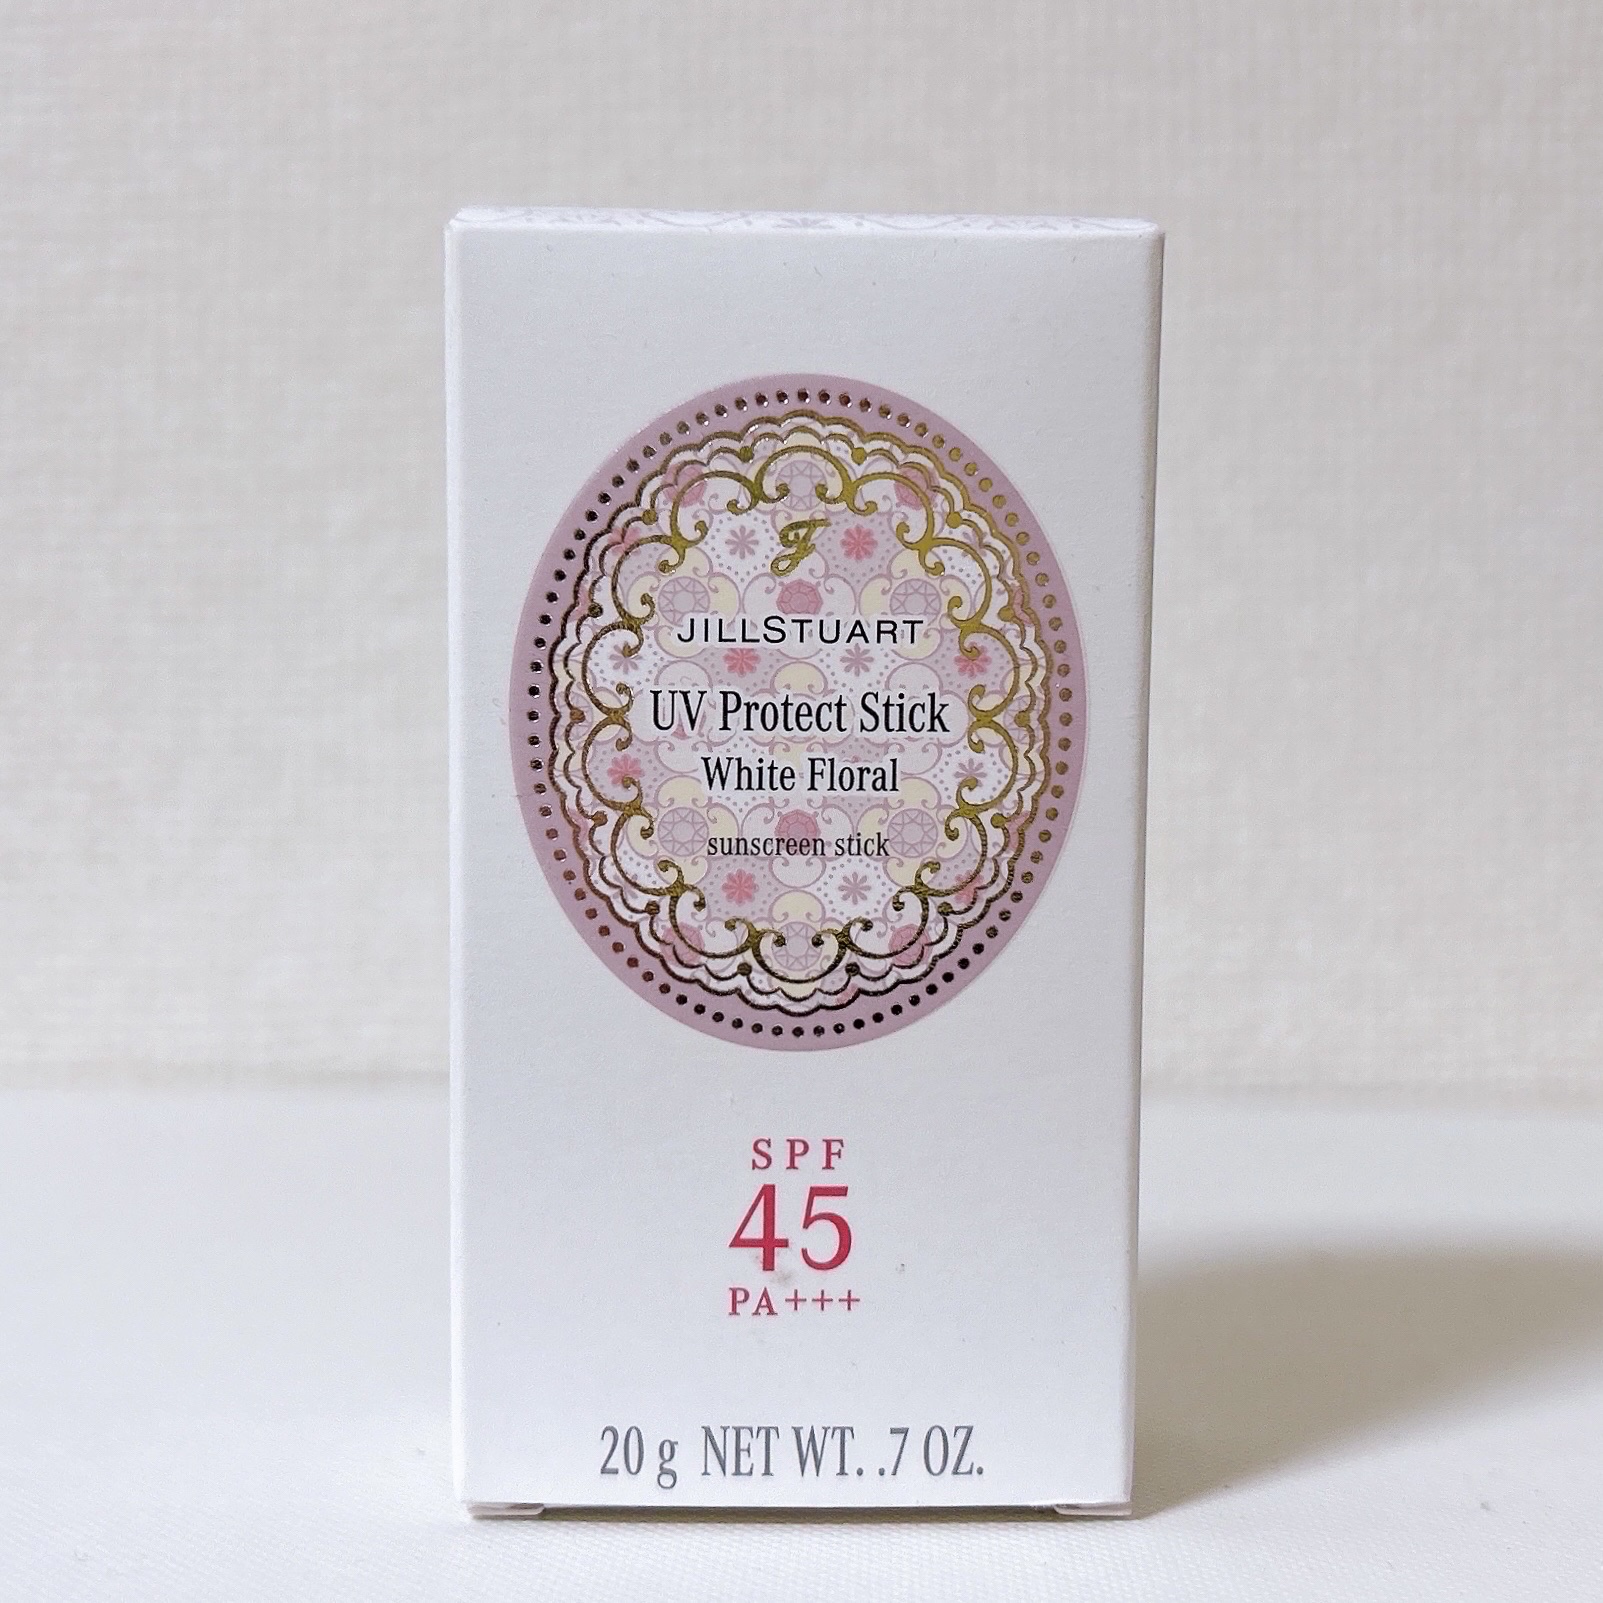 JILLSTUART
UV Protect Stick
White Floral
sunscreen stick
SPF
45
PA+++
20 g NET WT. .7 OZ.